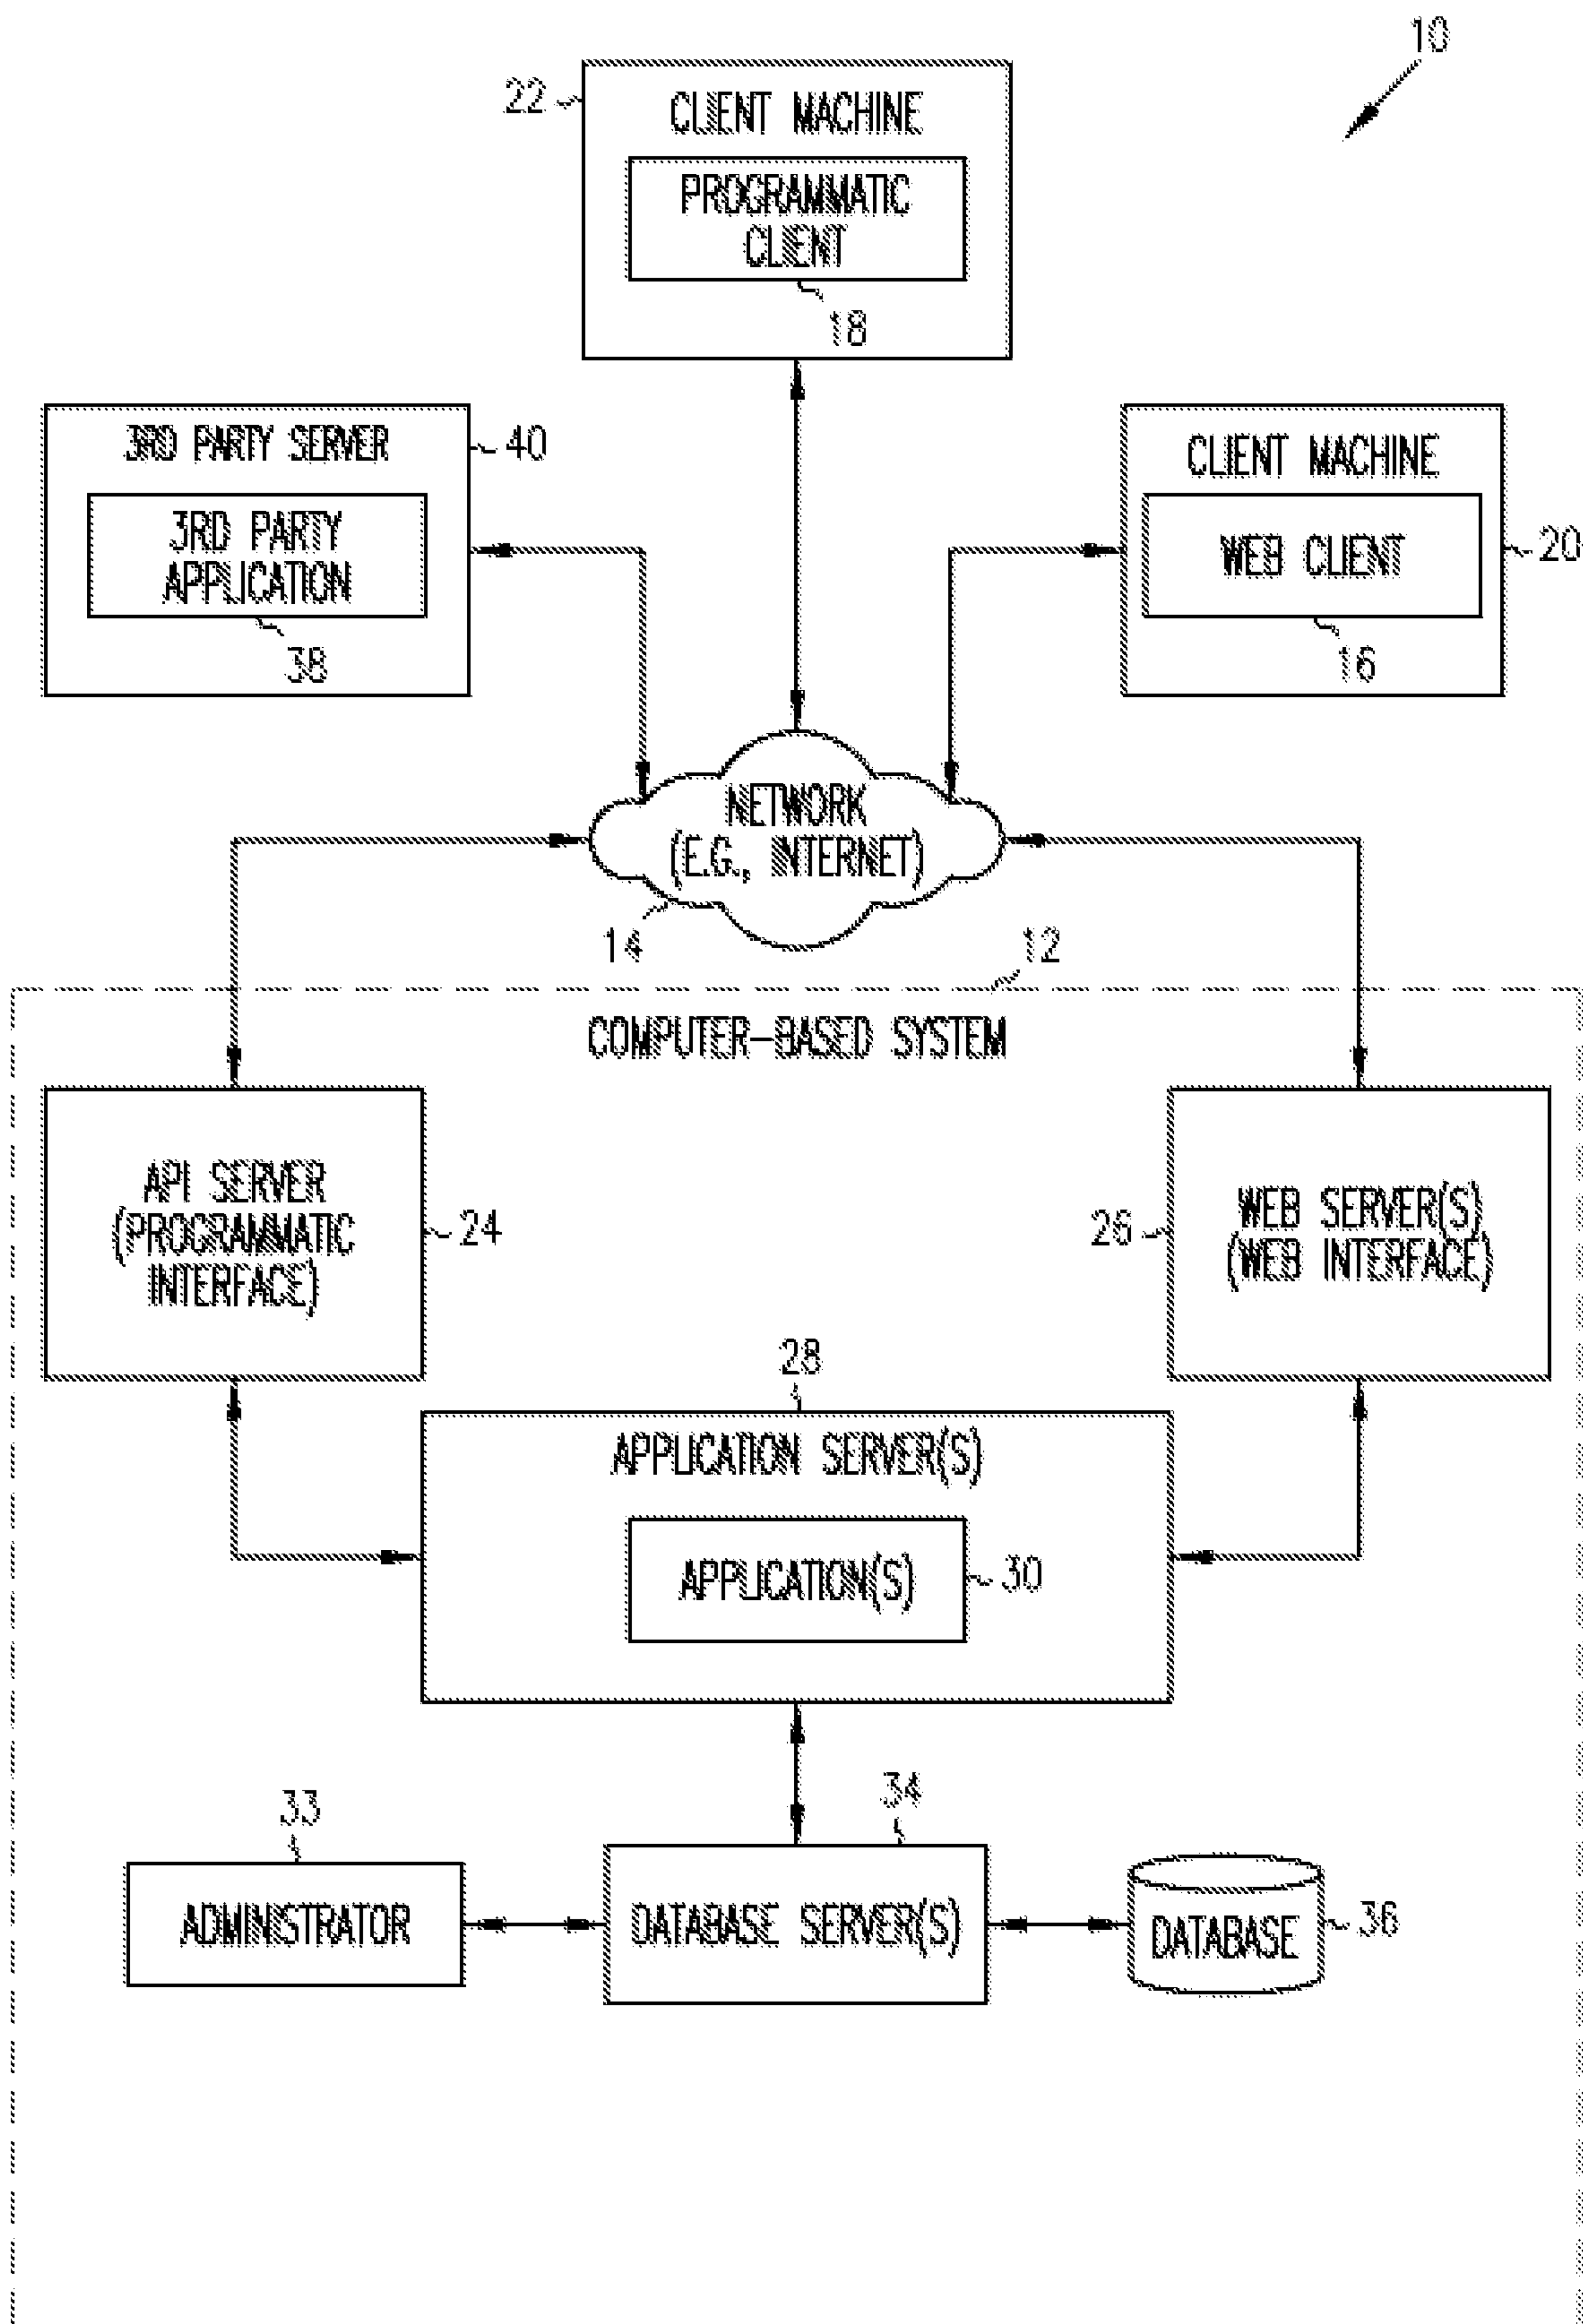 10
22
CLIENT MACHINE
PROGRAMMATIC
CLIENT
18
3RD PARTY SERVER
40
3RD PARTY
APPLICATION
38
CLIENT MACHINE
WEB CLIENT
20
16
NETWORK
(E.G., INTERNET)
14
12
COMPUTER-BASED SYSTEM
API SERVER
(PROGRAMMATIC
INTERFACE)
24
26
WEB SERVER(S)
(WEB INTERFACE)
28
APPLICATION SERVER(S)
APPLICATION(S)
30
33
ADMINISTRATOR
34
DATABASE SERVER(S)
DATABASE
36